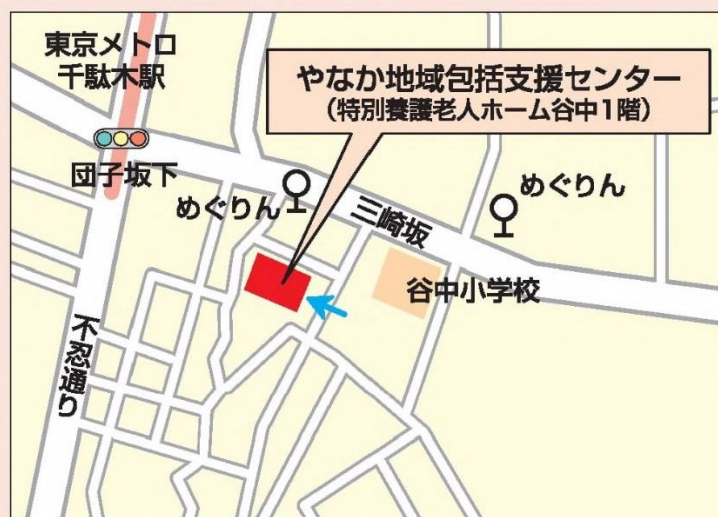 東京メトロ
千駄木駅
やなか地域包括支援センター
(特別養護老人ホーム谷中1階)
団子坂下
めぐりん
めぐりん
三崎坂
谷中小学校
不忍通り